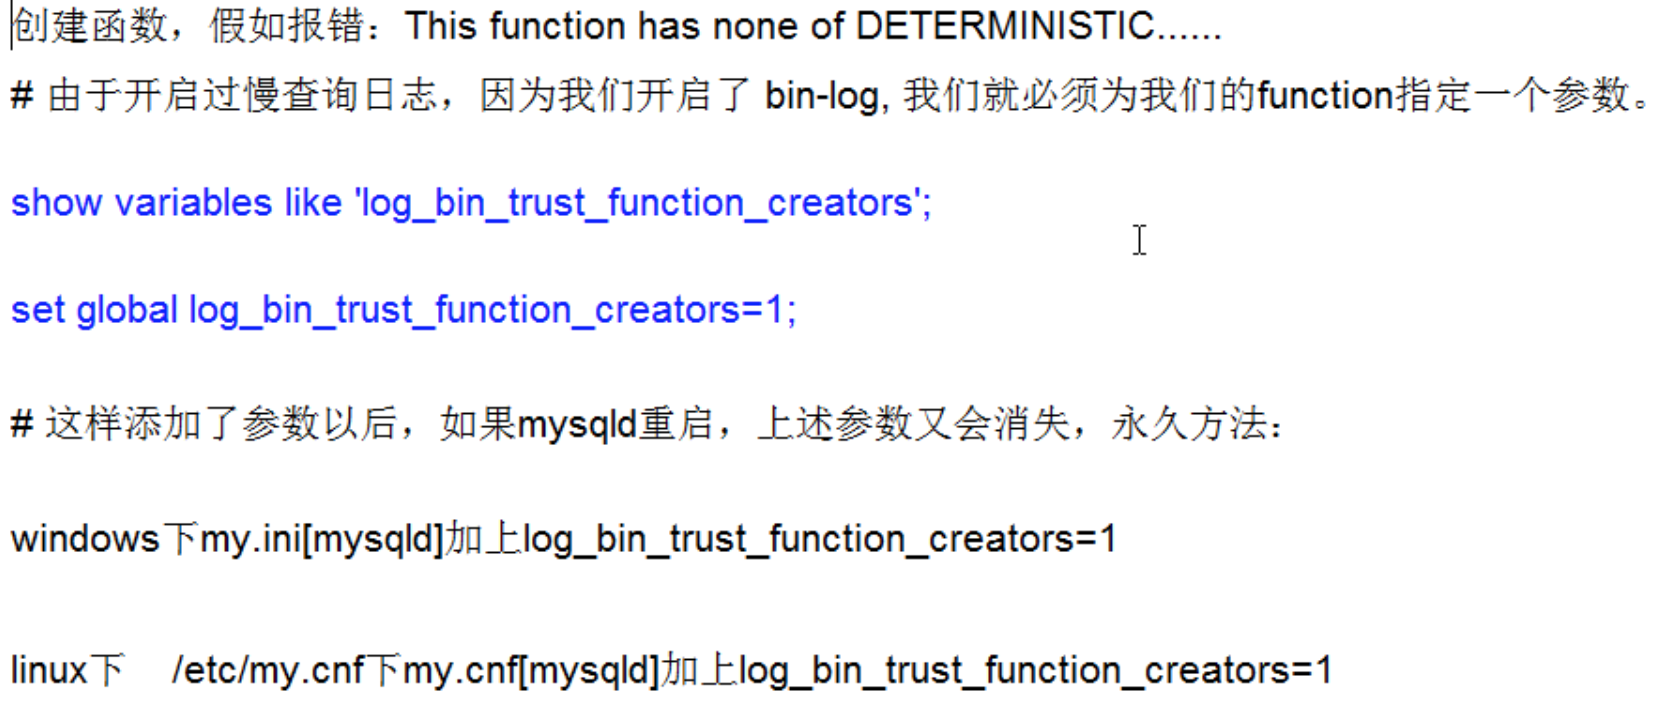 创建函数，假如报错：This function has none of DETERMINISTIC......
# 由于开启过慢查询日志，因为我们开启了 bin-log, 我们就必须为我们的function指定一个参数。
show variables like 'log_bin_trust_function_creators';
set global log_bin_trust_function_creators=1;
# 这样添加了参数以后，如果mysqld重启，上述参数又会消失，永久方法：
windows下my.ini[mysqld]加上log_bin_trust_function_creators=1
linux下 /etc/my.cnf下my.cnf[mysqld]加上log_bin_trust_function_creators=1